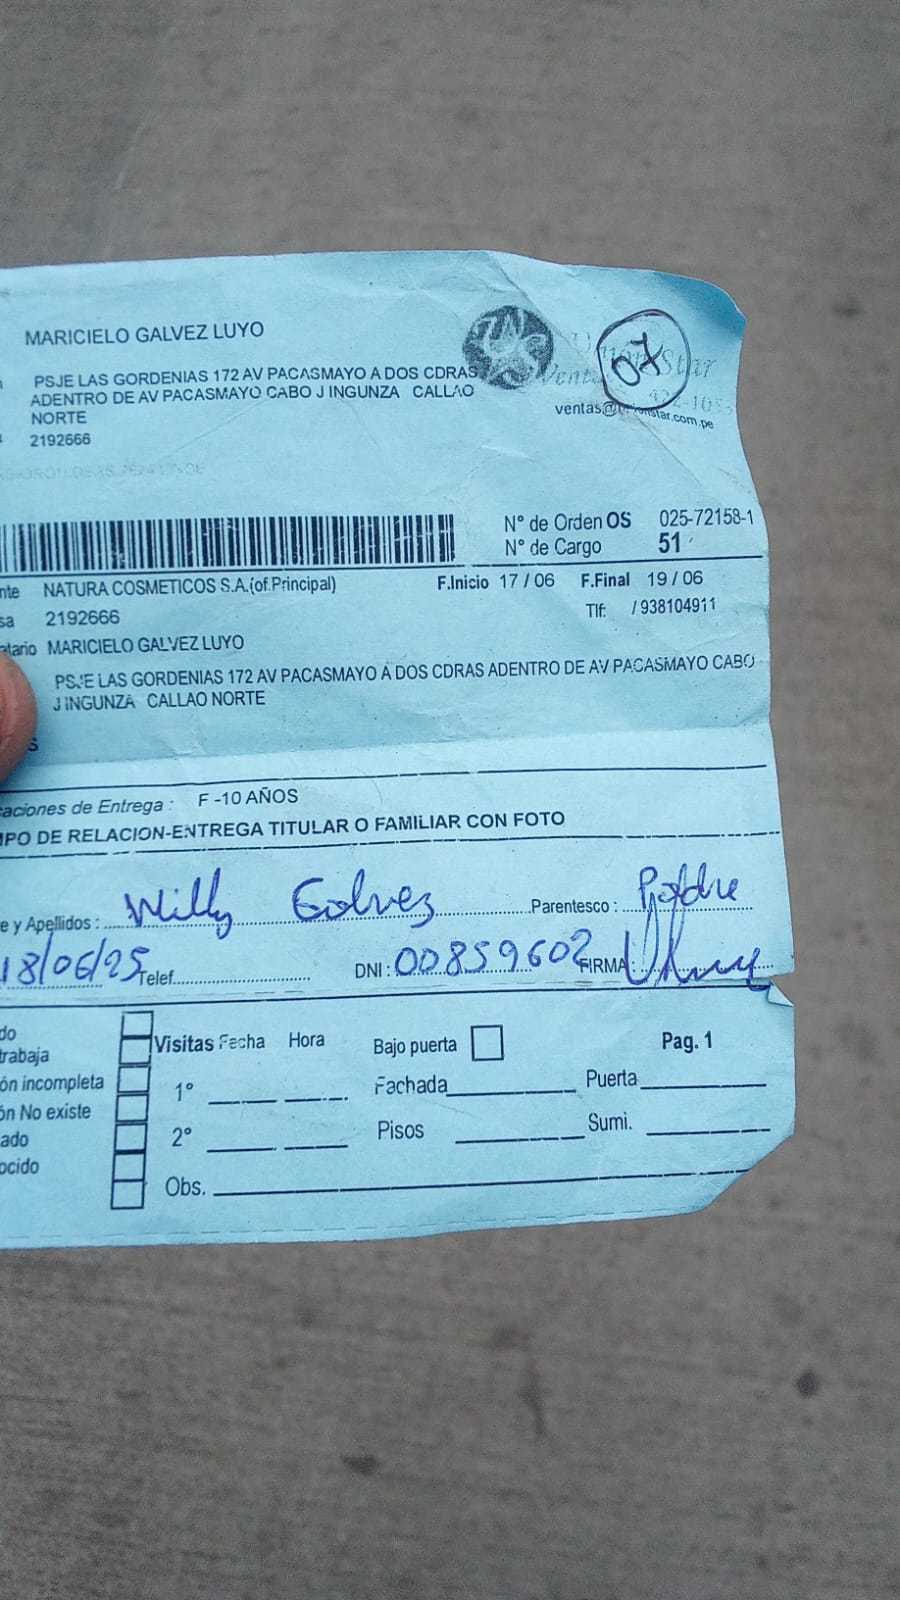 MARICIELO GALVEZ LUYO
07
PSJE LAS GORDENIAS 172 AV PACASMAYO A DOS CDRAS
ADENTRO DE AV PACASMAYO CABO J INGUNZA CALLAO
NORTE
2192666
Star
Venta
ventas@
star.com.pe
N° de Orden OS 025-72158-1
N° de Cargo 51
nte NATURA COSMETICOS S.A.(of.Principal) F.Inicio 17 / 06 F.Final 19 / 06
sa 2192666 Tlf: / 938104911
atario MARICIELO GALVEZ LUYO
PSJE LAS GORDENIAS 172 AV PACASMAYO A DOS CDRAS ADENTRO DE AV PACASMAYO CABO
J INGUNZA CALLAO NORTE
S
caciones de Entrega : F -10 AÑOS
IPO DE RELACION-ENTREGA TITULAR O FAMILIAR CON FOTO
e y Apellidos : Willy Galvez Parentesco : Padre
18/06/25 Telef. DNI : 00859602 FIRMA
do
trabaja
ón incompleta
ón No existe
ado
ocido
Visitas Fecha Hora Bajo puerta Pag. 1
1° Fachada Puerta
2° Pisos Sumi.
Obs.